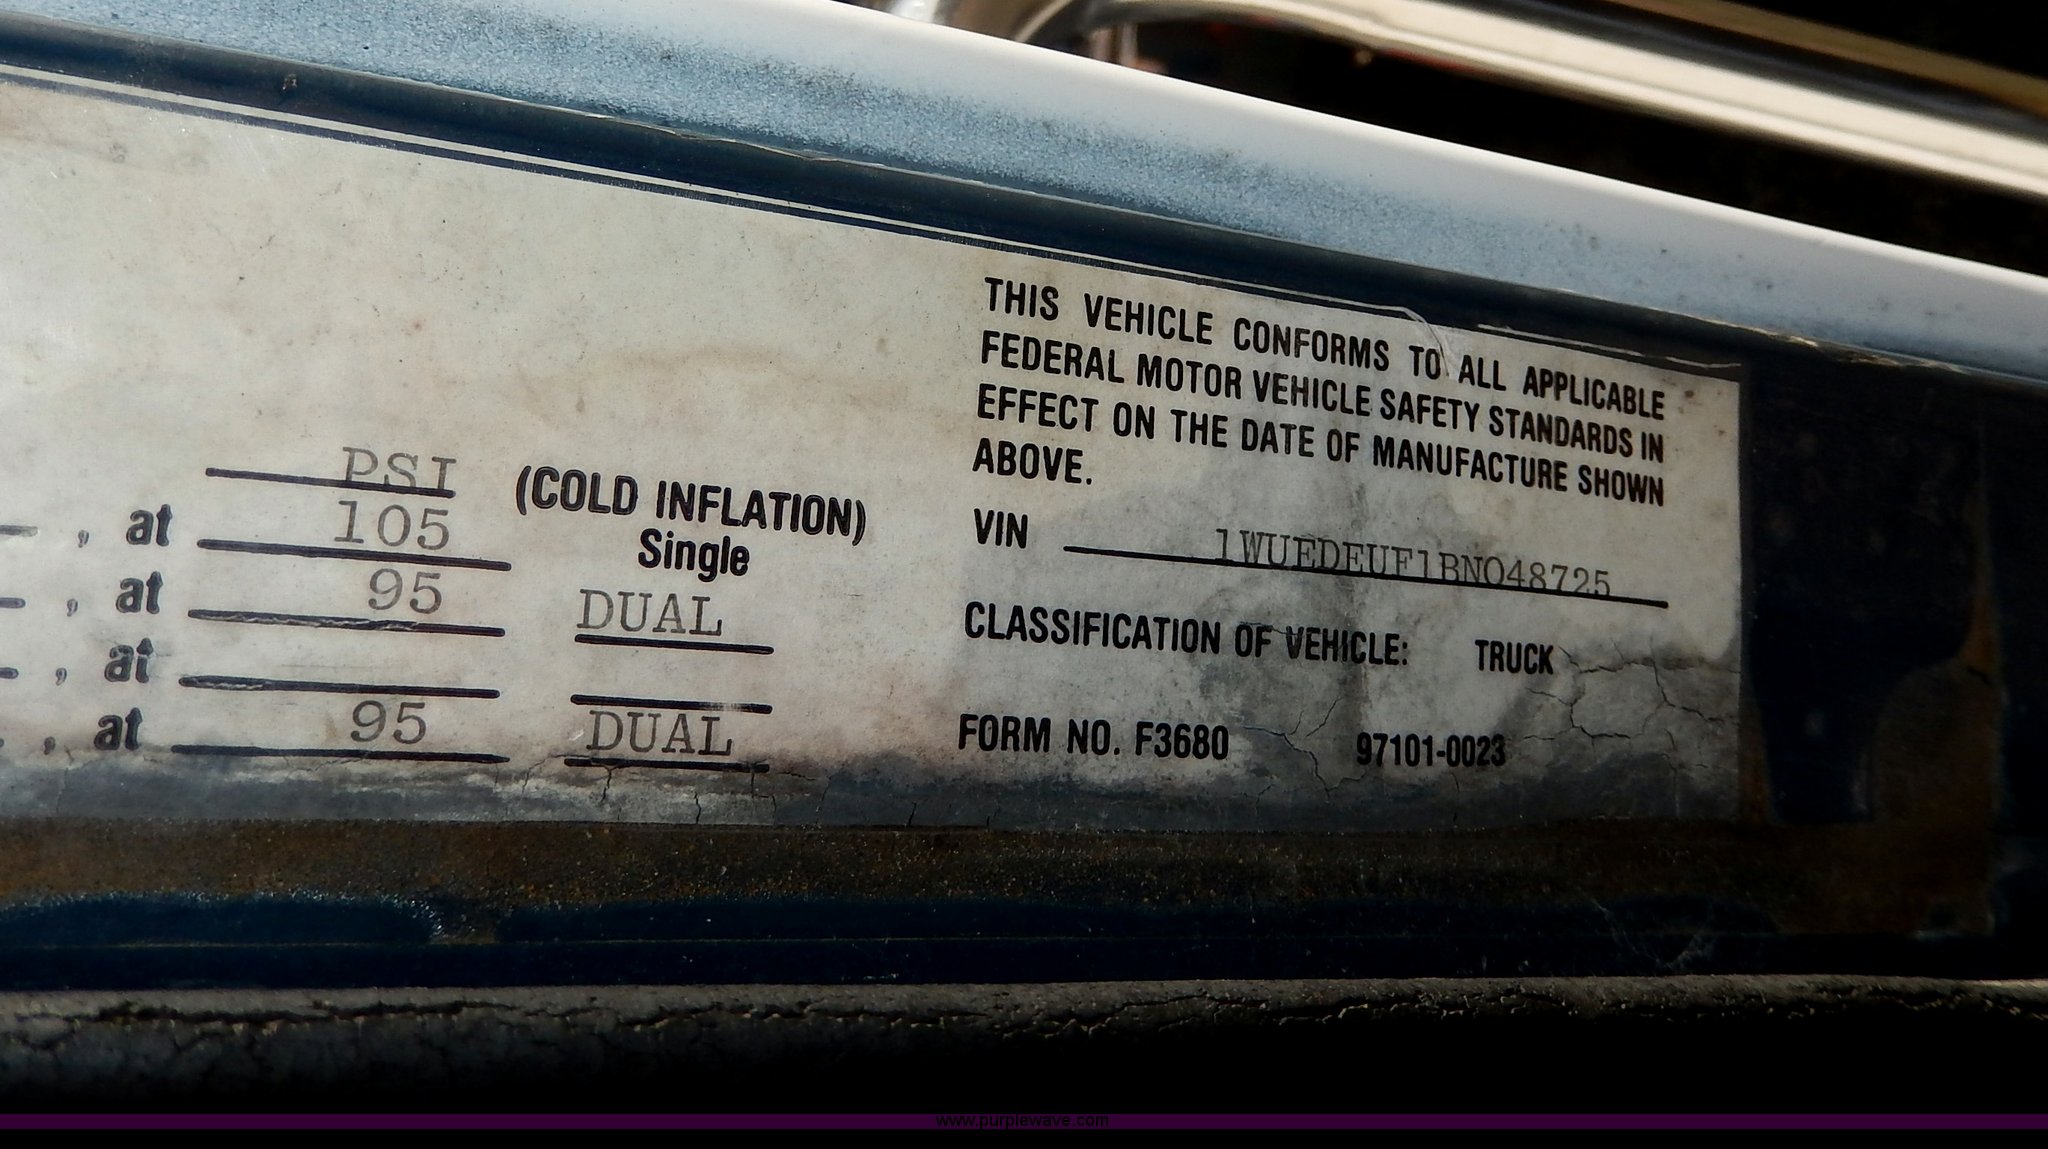 THIS VEHICLE CONFORMS TO ALL APPLICABLE
FEDERAL MOTOR VEHICLE SAFETY STANDARDS IN
EFFECT ON THE DATE OF MANUFACTURE SHOWN
ABOVE.
VIN 1WUEDEUF1BN048725
CLASSIFICATION OF VEHICLE: TRUCK
FORM NO. F3680 97101-0023
PSI (COLD INFLATION)
, at 105 Single
, at 95 DUAL
, at
, at 95 DUAL
www.purplewave.com